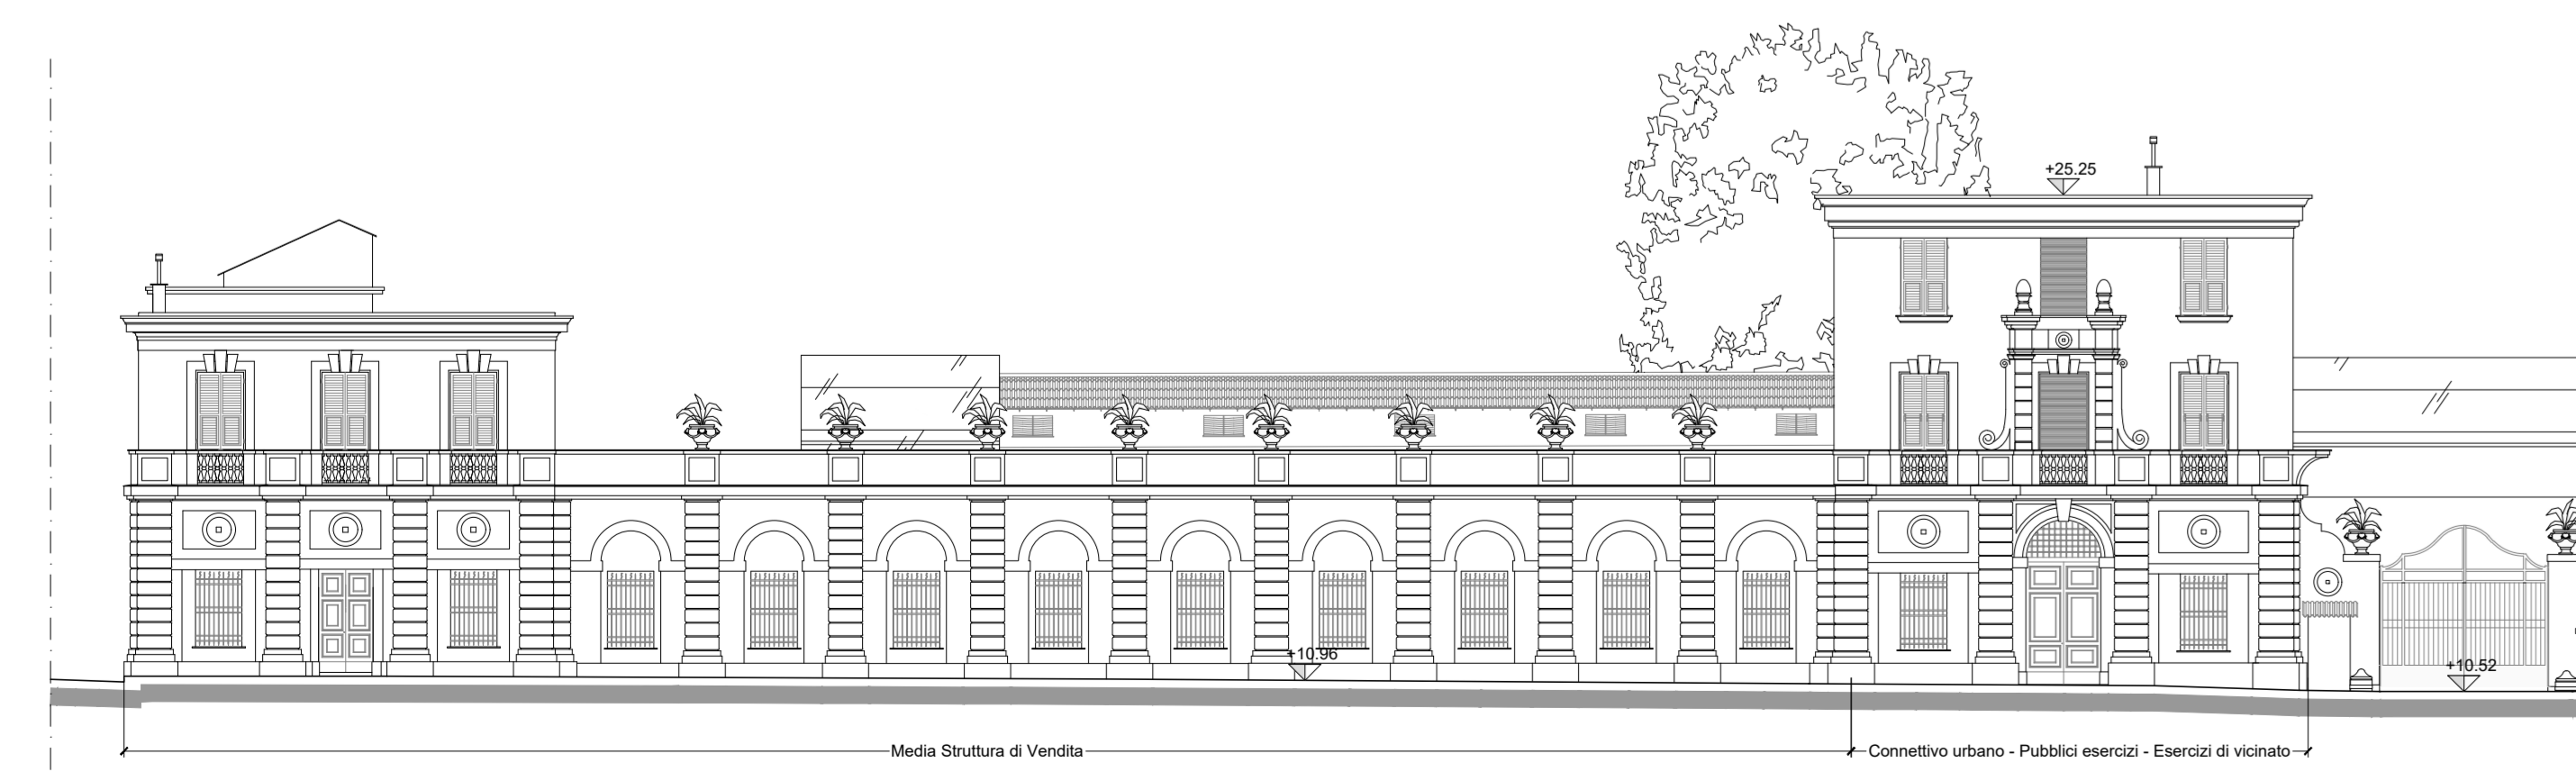 +25.25
+10.96
+10.52
Media Struttura di Vendita
Connettivo urbano - Pubblici esercizi - Esercizi di vicinato